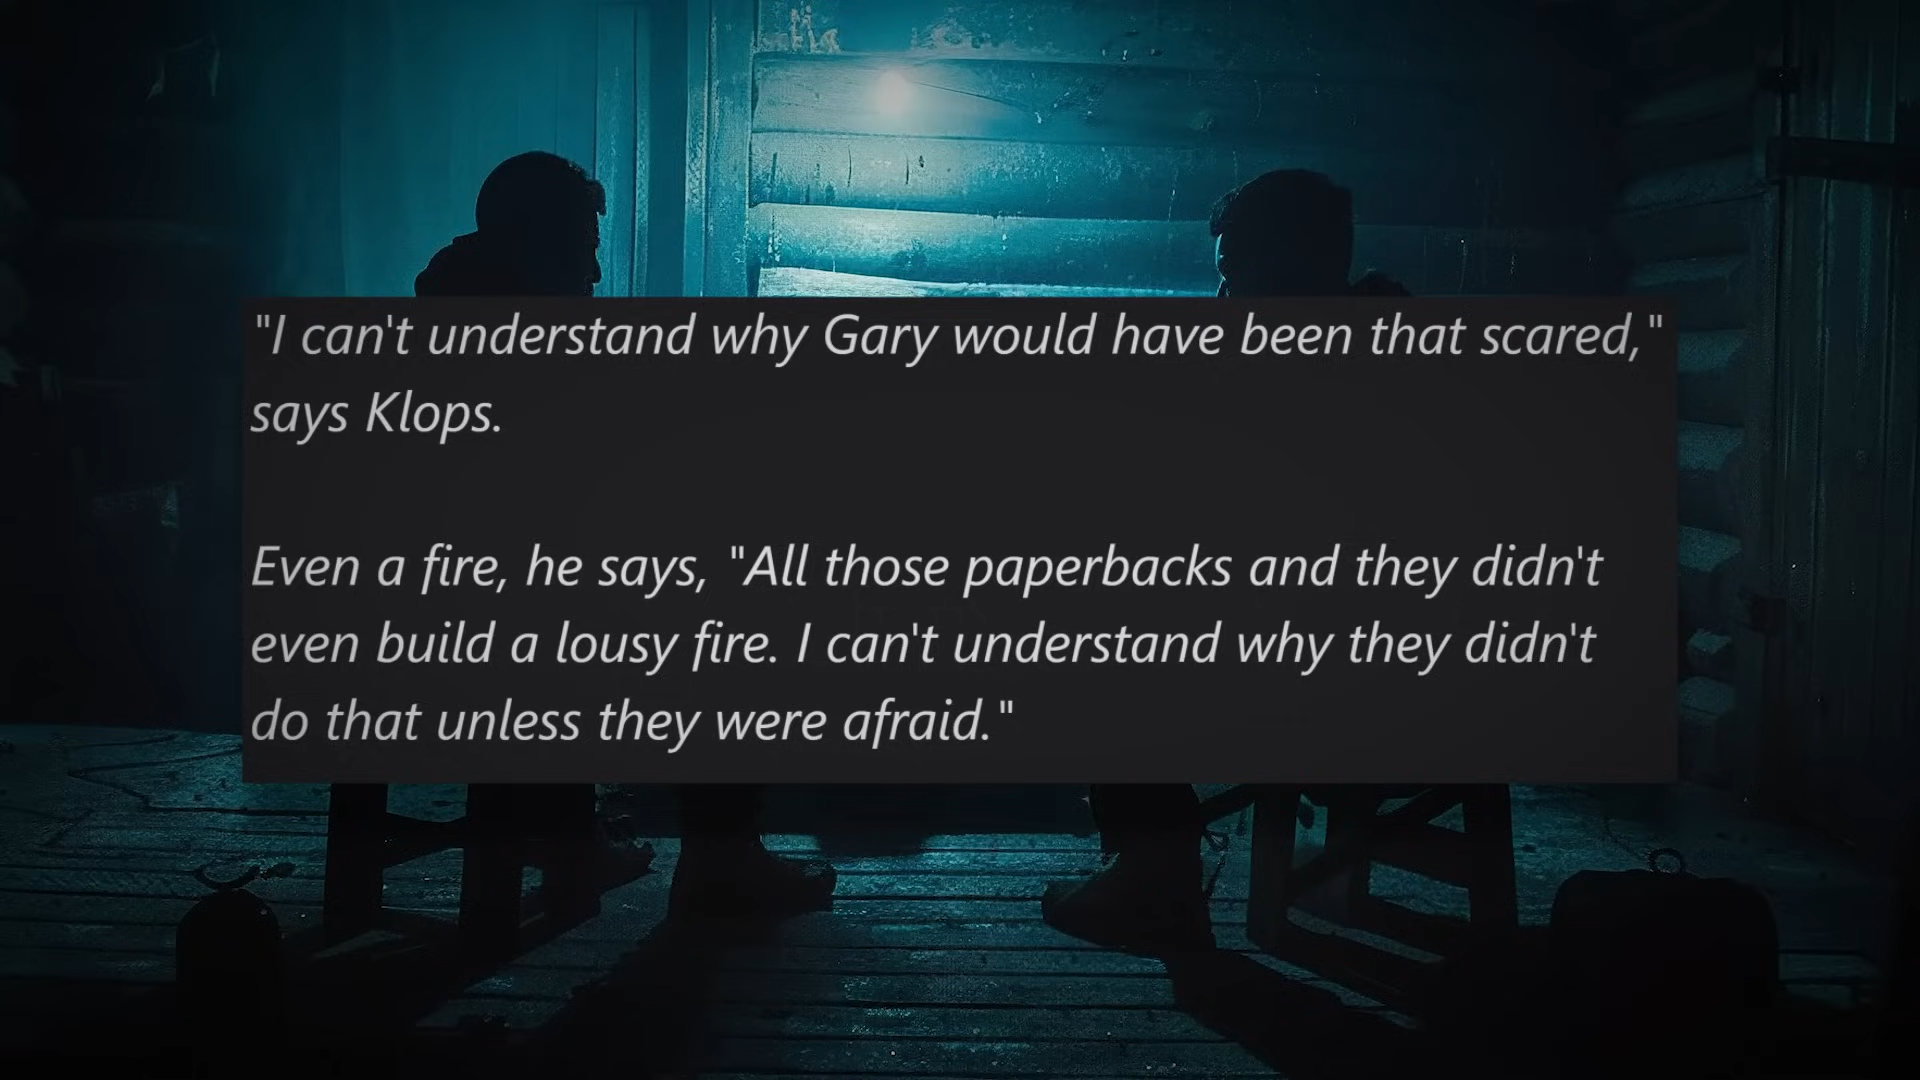 "I can't understand why Gary would have been that scared,"
says Klops.
Even a fire, he says, "All those paperbacks and they didn't
even build a lousy fire. I can't understand why they didn't
do that unless they were afraid."